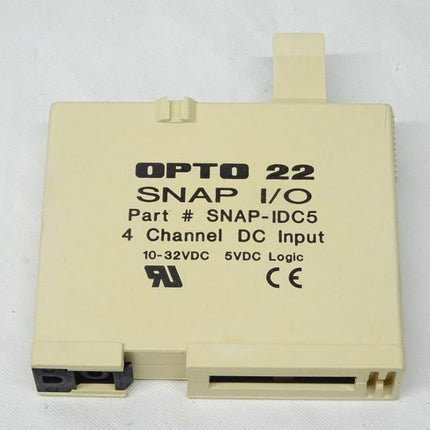 OPTO 22
SNAP I/O
Part # SNAP-IDC5
4 Channel DC Input
10-32VDC 5VDC Logic
CE